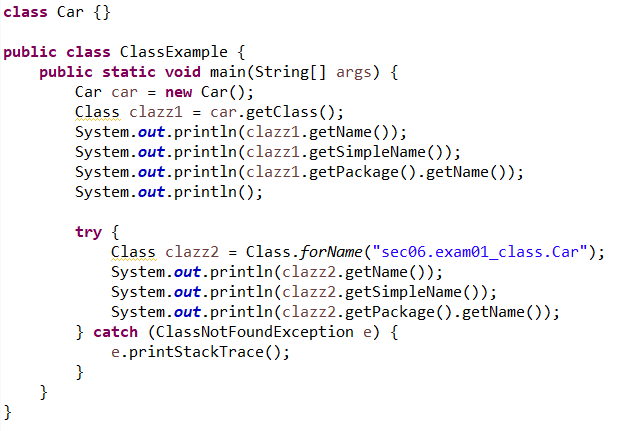 class Car {}
public class ClassExample {
public static void main(String[] args) {
Car car = new Car();
Class clazz1 = car.getClass();
System.out.println(clazz1.getName());
System.out.println(clazz1.getSimpleName());
System.out.println(clazz1.getPackage().getName());
System.out.println();
try {
Class clazz2 = Class.forName("sec06.exam01_class.Car");
System.out.println(clazz2.getName());
System.out.println(clazz2.getSimpleName());
System.out.println(clazz2.getPackage().getName());
} catch (ClassNotFoundException e) {
e.printStackTrace();
}
}
}